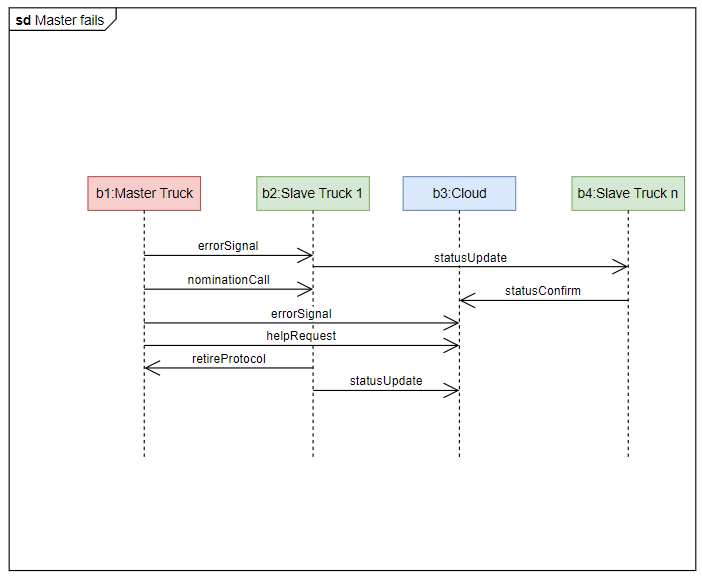 sd Master fails
b1:Master Truck
b2:Slave Truck 1
b3:Cloud
b4:Slave Truck n
errorSignal
statusUpdate
nominationCall
statusConfirm
errorSignal
helpRequest
retireProtocol
statusUpdate